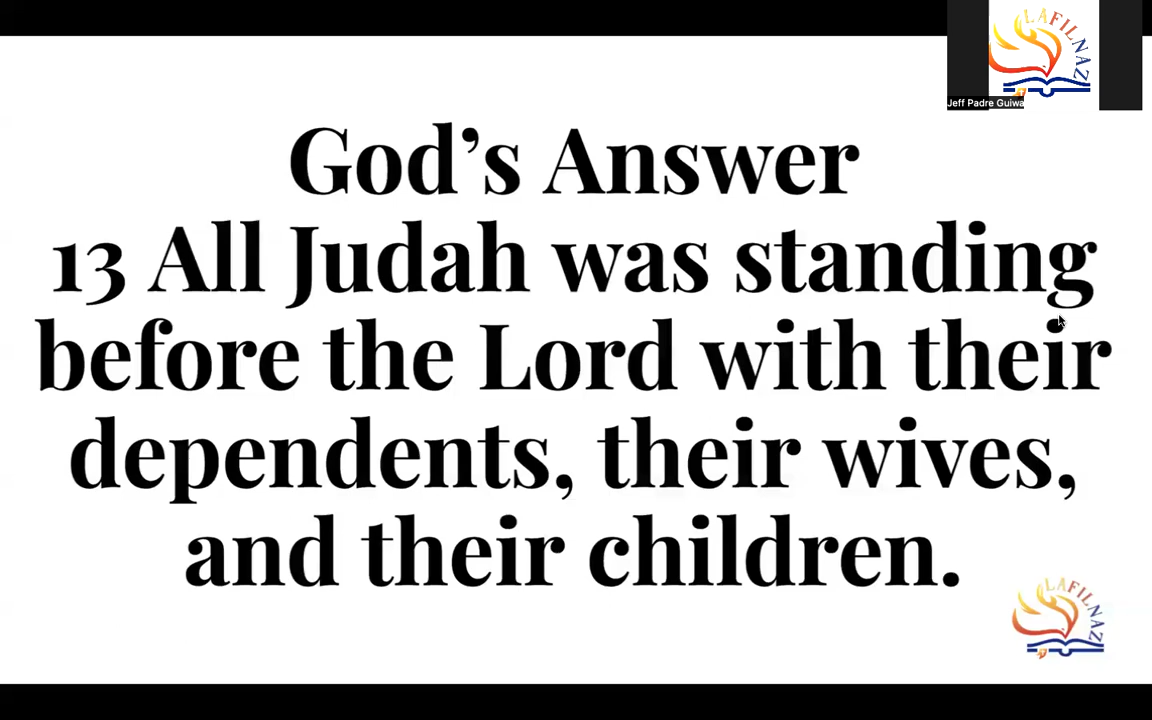 LAFILNAZ
Jeff Padre Guiwa
God’s Answer
13 All Judah was standing
before the Lord with their
dependents, their wives,
and their children.
LAFILNAZ